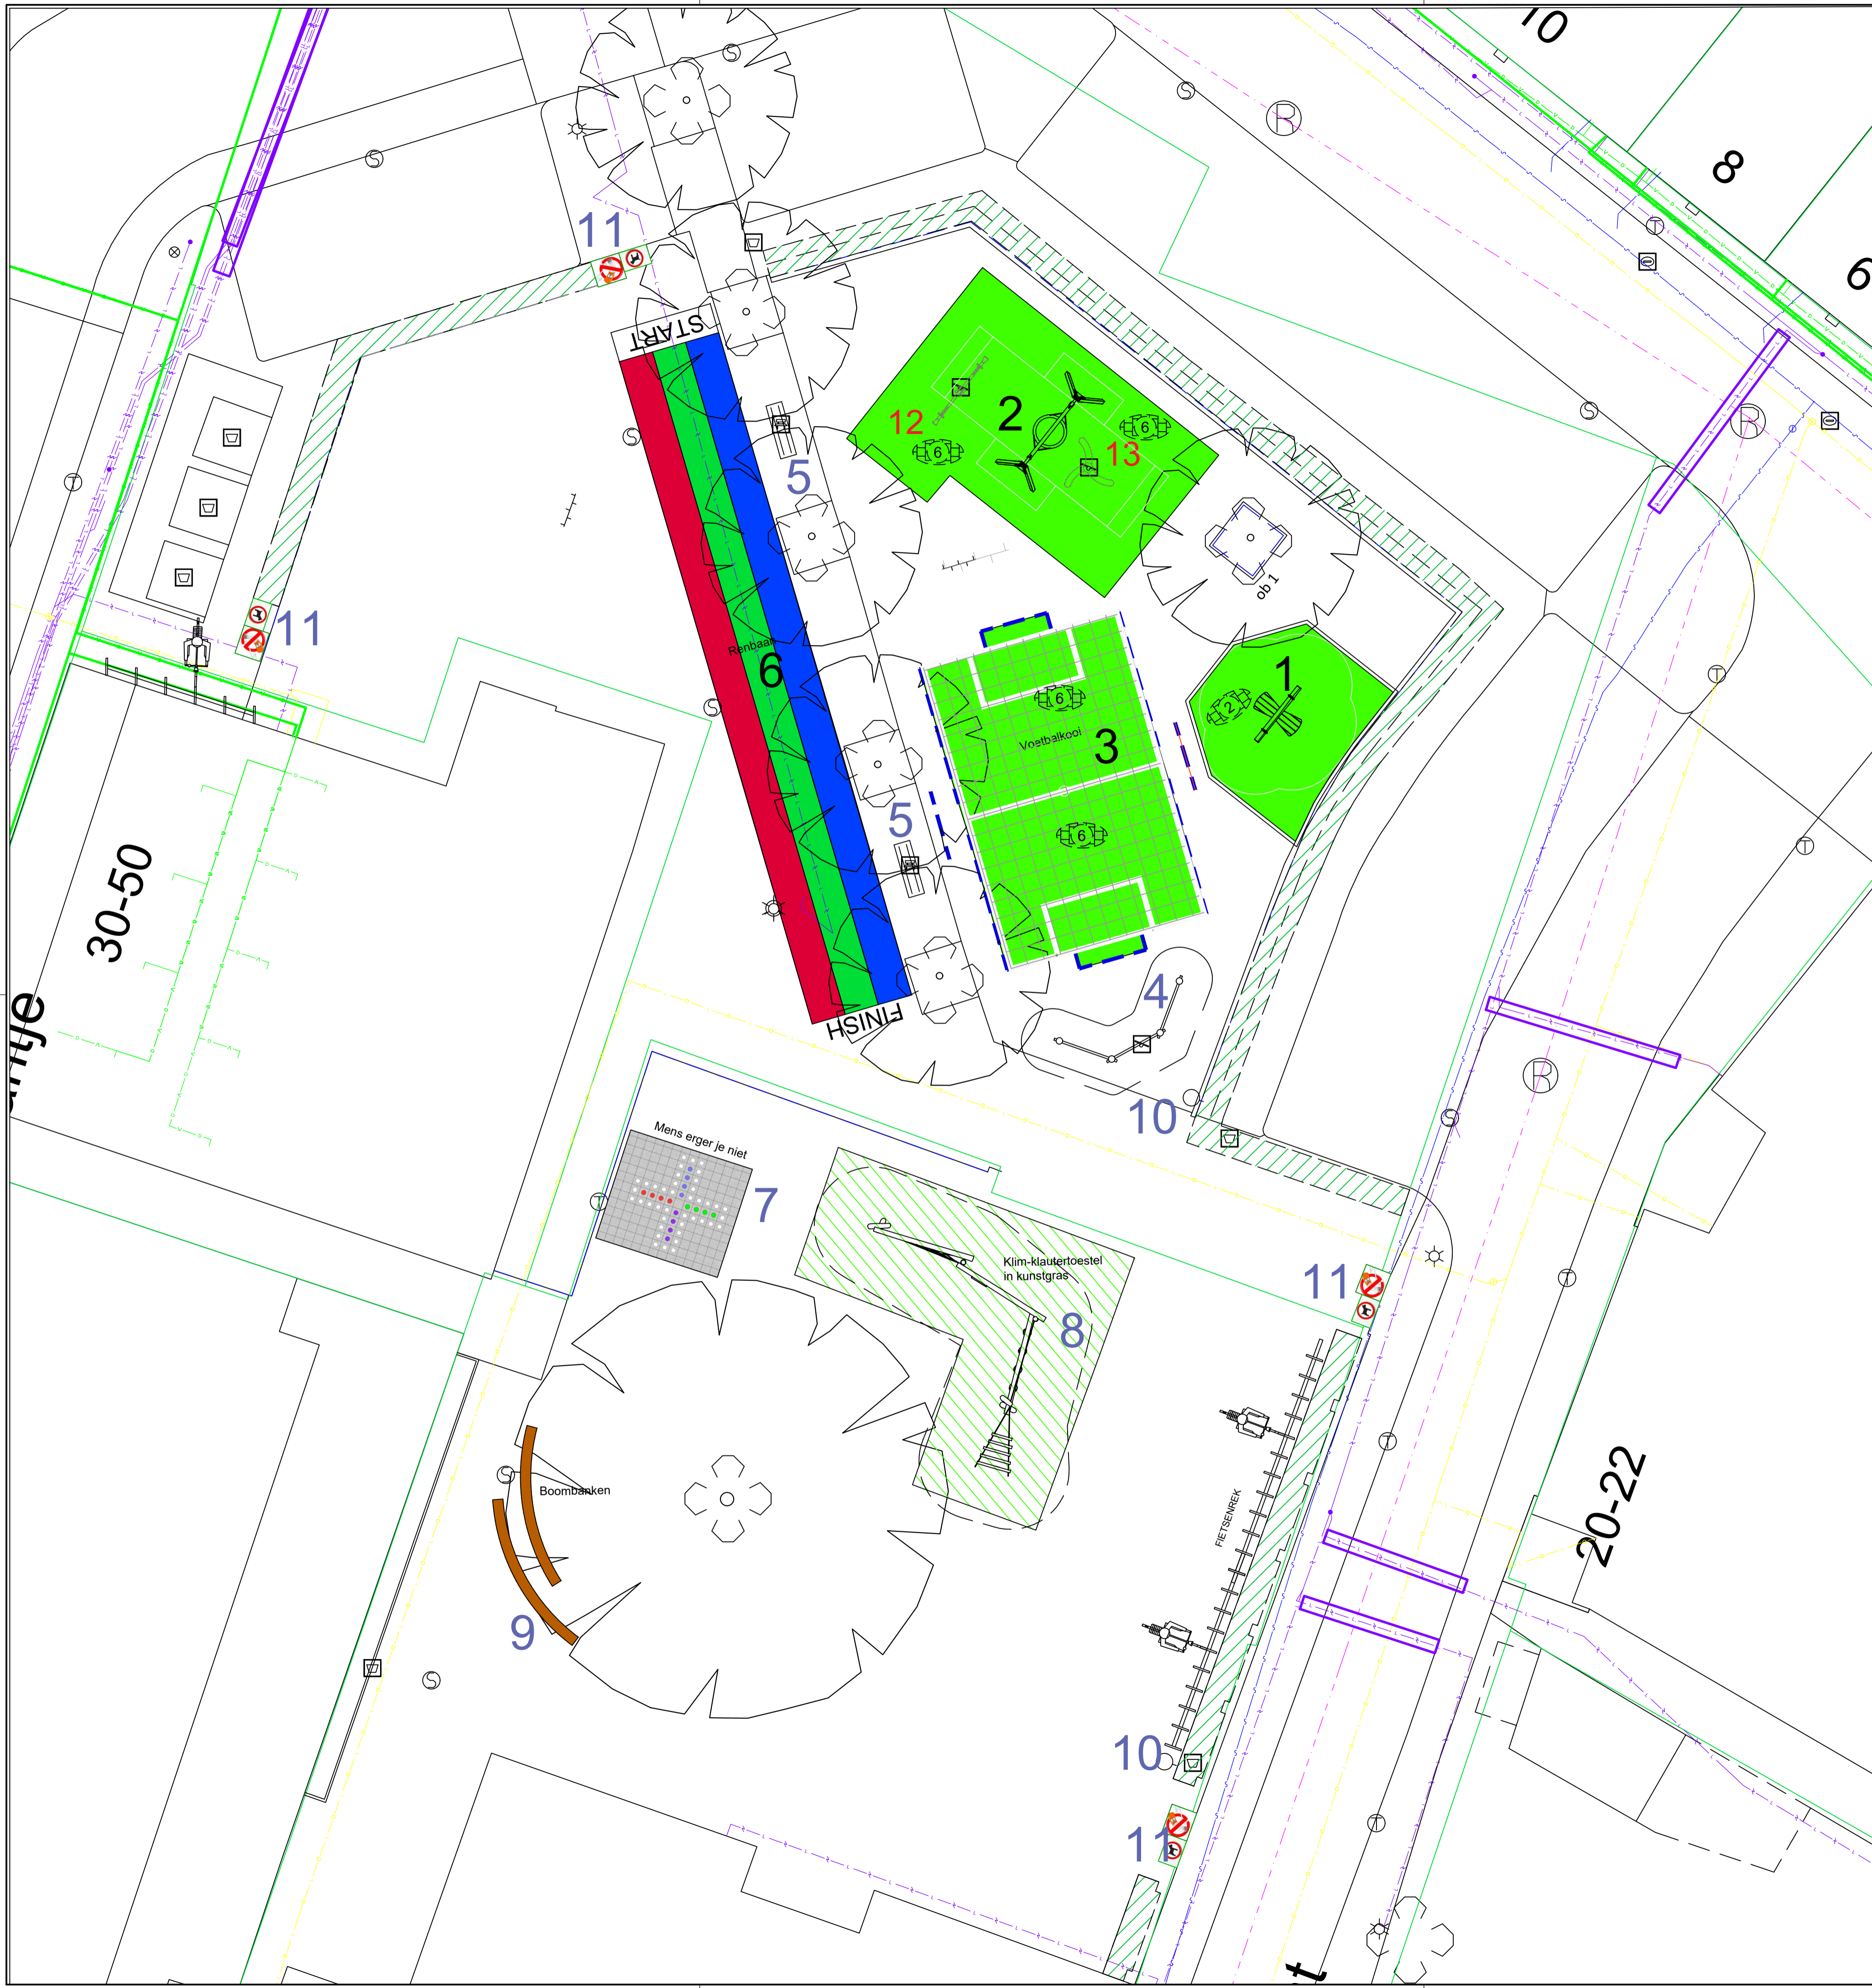 10
8
6
11
START
2
12
6
6
13
5
ob 1
11
Renbaan
6
1
2
6
Voetbalkooi
3
5
6
30-50
4
FINISH
10
Mens erger je niet
7
Klim-klautertoestel
in kunstgras
8
11
Boombanken
FIETSENREK
20-22
9
10
11